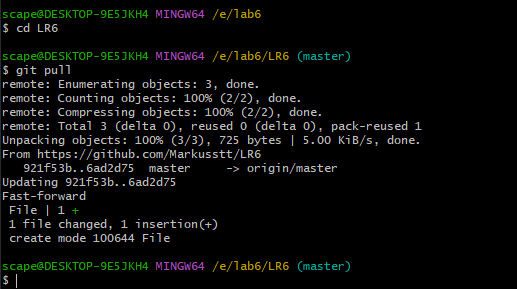 scape@DESKTOP-9E5JKH4 MINGW64 /e/lab6
$ cd LR6
scape@DESKTOP-9E5JKH4 MINGW64 /e/lab6/LR6 (master)
$ git pull
remote: Enumerating objects: 3, done.
remote: Counting objects: 100% (2/2), done.
remote: Compressing objects: 100% (2/2), done.
remote: Total 3 (delta 0), reused 0 (delta 0), pack-reused 1
Unpacking objects: 100% (3/3), 725 bytes | 5.00 KiB/s, done.
From https://github.com/Markusstt/LR6
   921f53b..6ad2d75  master     -> origin/master
Updating 921f53b..6ad2d75
Fast-forward
 File | 1 +
 1 file changed, 1 insertion(+)
 create mode 100644 File
scape@DESKTOP-9E5JKH4 MINGW64 /e/lab6/LR6 (master)
$